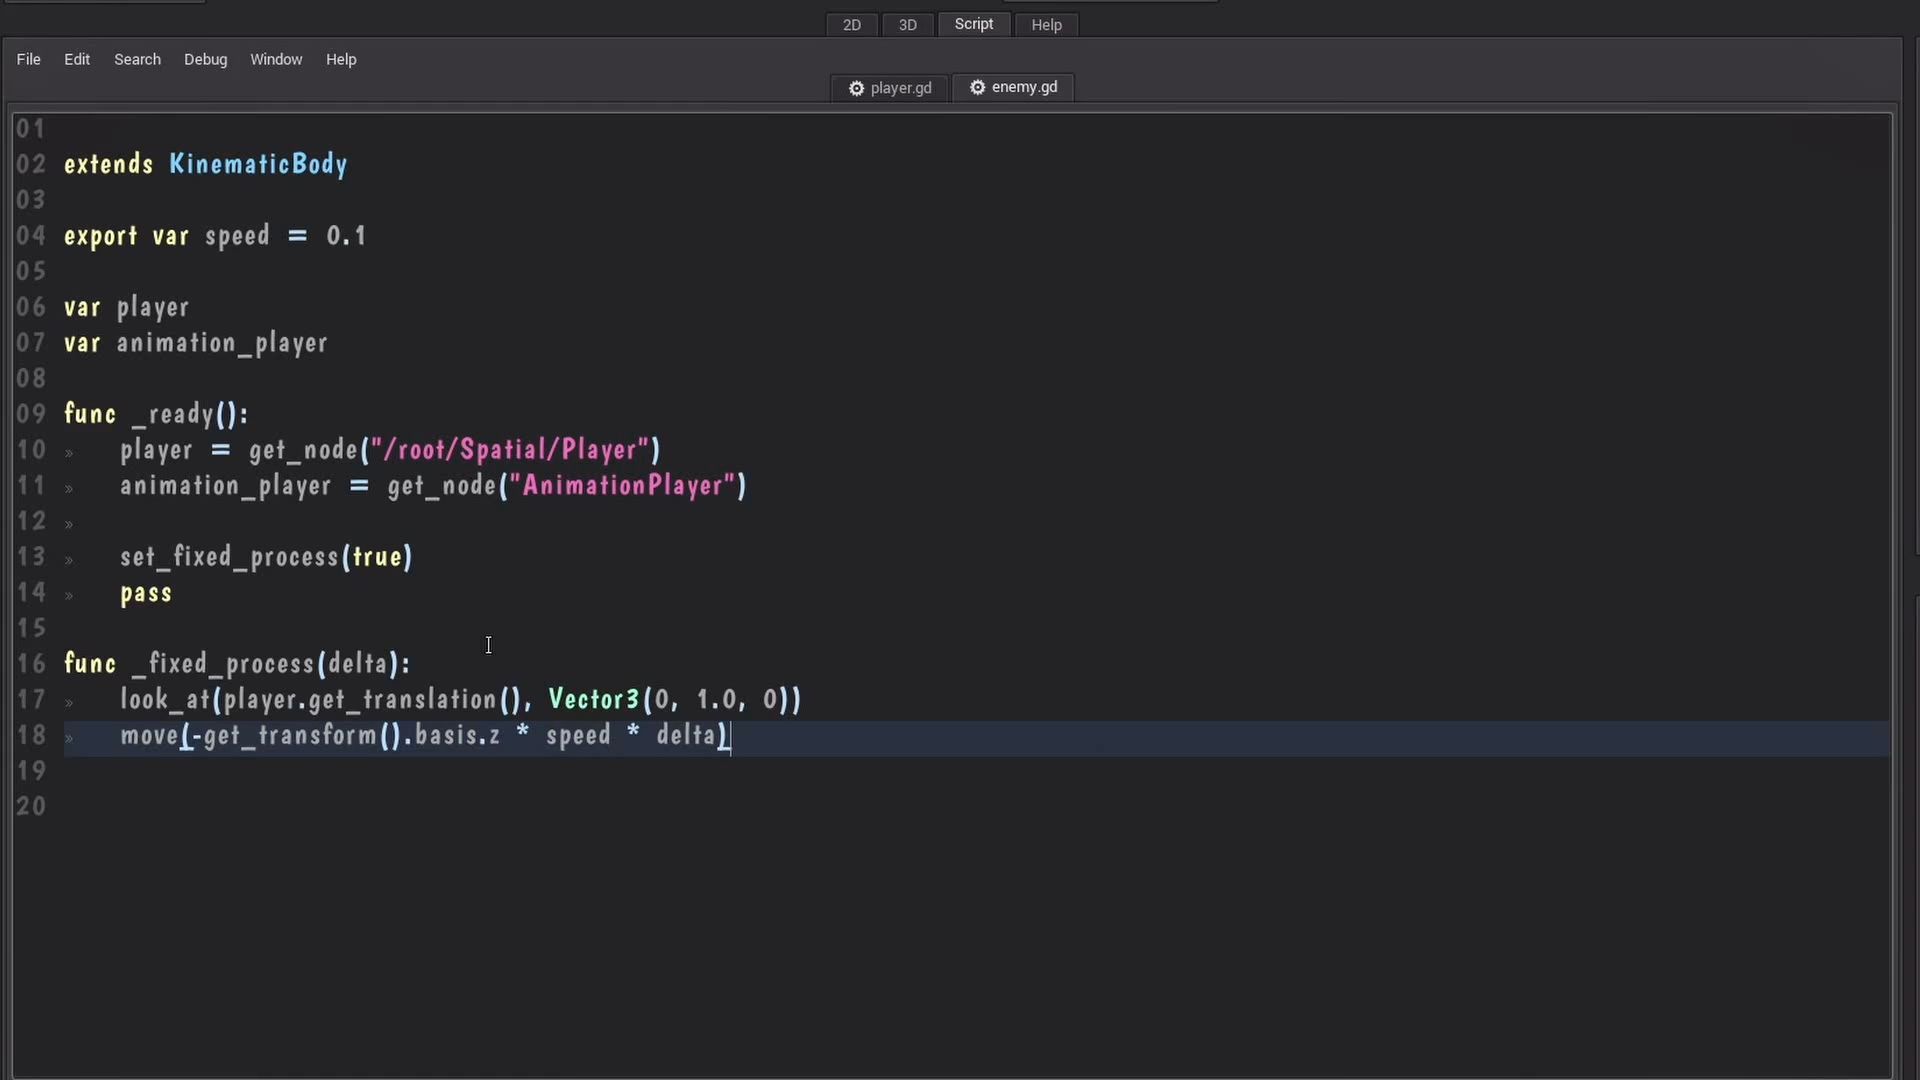 2D 3D Script Help
File Edit Search Debug Window Help
player.gd enemy.gd
01
02 extends KinematicBody
03
04 export var speed = 0.1
05
06 var player
07 var animation_player
08
09 func _ready():
10 » player = get_node("/root/Spatial/Player")
11 » animation_player = get_node("AnimationPlayer")
12 »
13 » set_fixed_process(true)
14 » pass
15
16 func _fixed_process(delta):
17 » look_at(player.get_translation(), Vector3(0, 1.0, 0))
18 » move(-get_transform().basis.z * speed * delta)
19
20